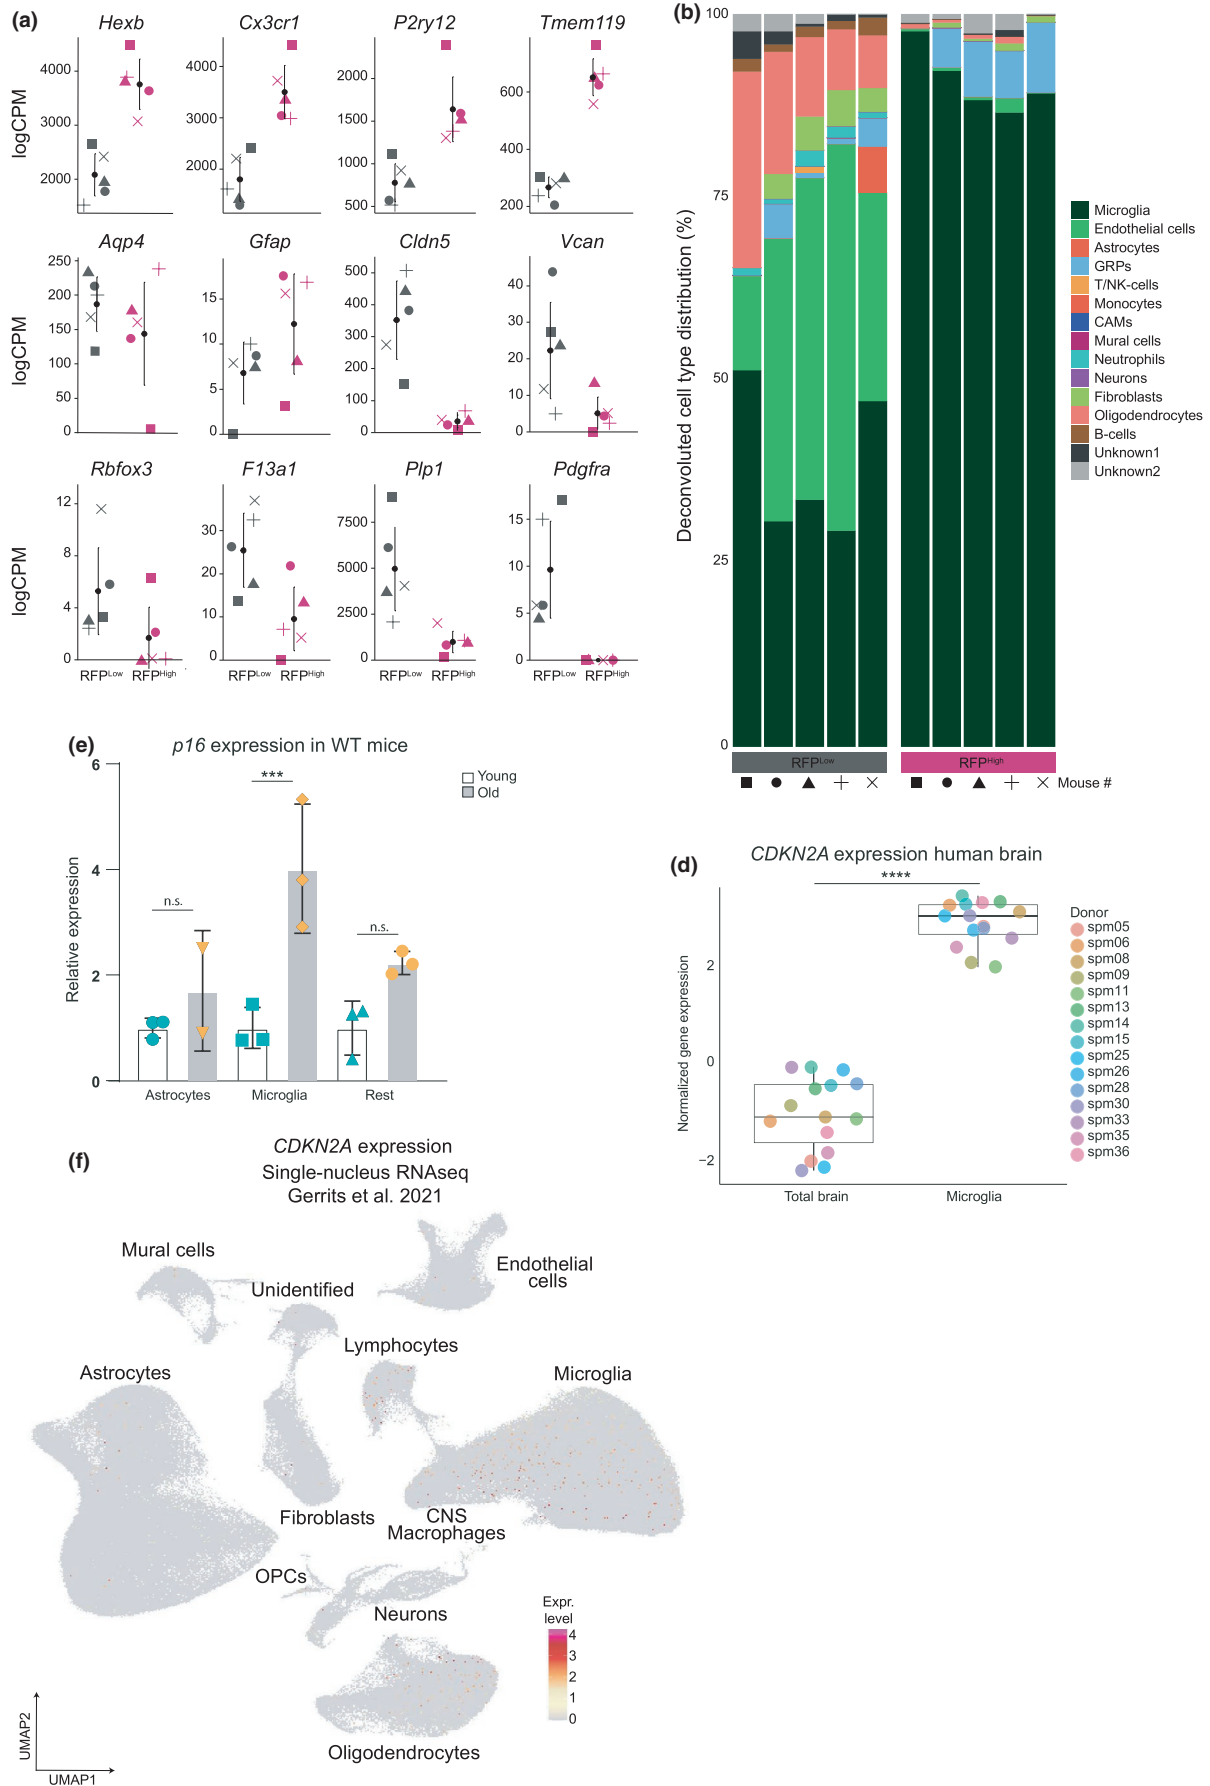 (a)
Hexb Cx3cr1 P2ry12 Tmem119
logCPM
4000
3000
2000
4000
3000
2000
2000
1500
1000
500
600
400
200
Aqp4 Gfap Cldn5 Vcan
logCPM
250
200
150
100
50
0
15
10
5
0
500
400
300
200
100
0
40
30
20
10
0
Rbfox3 F13a1 Plp1 Pdgfra
logCPM
12
8
4
0
30
20
10
0
7500
5000
2500
0
15
10
5
0
RFPLow RFPHigh RFPLow RFPHigh RFPLow RFPHigh RFPLow RFPHigh
(b)
Deconvoluted cell type distribution (%)
100
75
50
25
0
RFPLow RFPHigh
Mouse #
Microglia
Endothelial cells
Astrocytes
GRPs
T/NK-cells
Monocytes
CAMs
Mural cells
Neutrophils
Neurons
Fibroblasts
Oligodendrocytes
B-cells
Unknown1
Unknown2
(e)
p16 expression in WT mice
Relative expression
6
4
2
0
n.s.
***
n.s.
Young
Old
Astrocytes Microglia Rest
(d)
CDKN2A expression human brain
****
Normalized gene expression
2
0
−2
Total brain Microglia
Donor
spm05
spm06
spm08
spm09
spm11
spm13
spm14
spm15
spm25
spm26
spm28
spm30
spm33
spm35
spm36
(f)
CDKN2A expression
Single-nucleus RNAseq
Gerrits et al. 2021
Mural cells
Endothelial
cells
Unidentified
Lymphocytes
Astrocytes
Microglia
Fibroblasts
CNS
Macrophages
OPCs
Neurons
Oligodendrocytes
Expr.
level
4
3
2
1
0
UMAP2
UMAP1